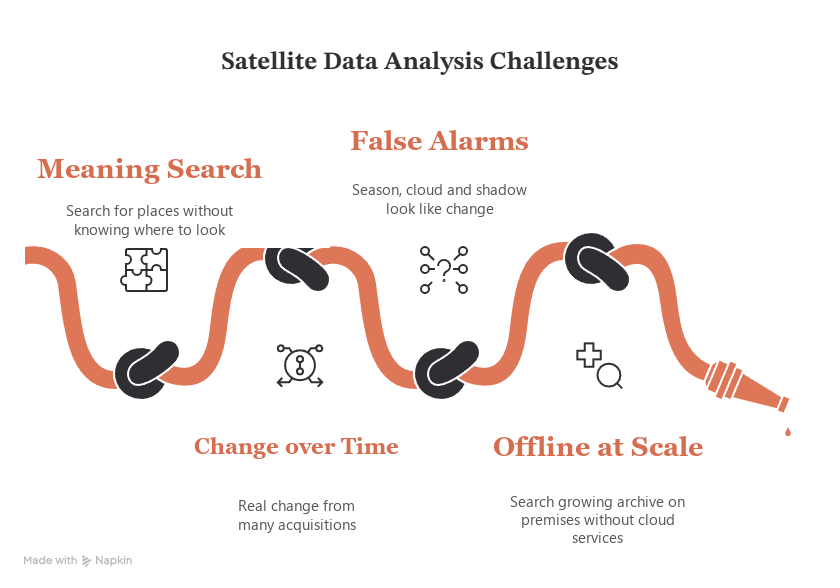 Satellite Data Analysis Challenges
Meaning Search
Search for places without
knowing where to look
False Alarms
Season, cloud and shadow
look like change
?
Change over Time
Real change from
many acquisitions
Offline at Scale
Search growing archive on
premises without cloud
services
Made with Napkin